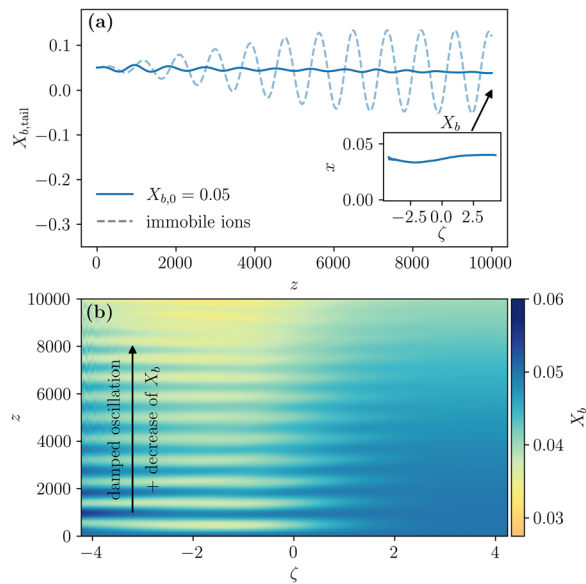 (a)
0.1
0.0
−0.1
−0.2
−0.3
X_{b,tail}
X_{b,0} = 0.05
immobile ions
X_b
0.05
0.00
x
−2.5 0.0 2.5
ζ
0 2000 4000 6000 8000 10000
z
(b)
10000
8000
6000
4000
2000
0
z
damped oscillation
+ decrease of X_b
−4 −2 0 2 4
ζ
0.06
0.05
0.04
0.03
X_b